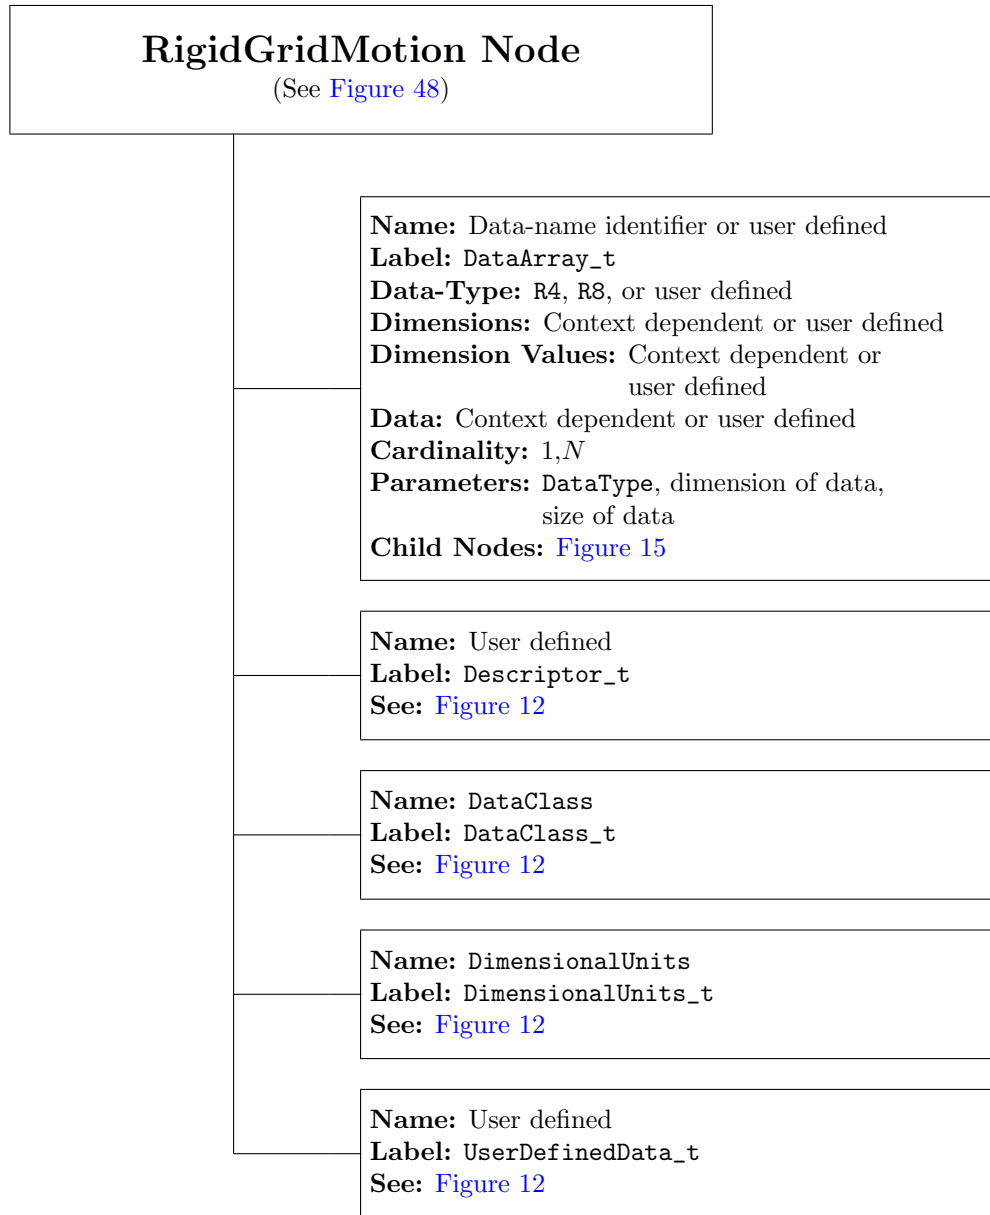 RigidGridMotion Node
(See Figure 48)
Name: Data-name identifier or user defined
Label: DataArray_t
Data-Type: R4, R8, or user defined
Dimensions: Context dependent or user defined
Dimension Values: Context dependent or
user defined
Data: Context dependent or user defined
Cardinality: 1,N
Parameters: DataType, dimension of data,
size of data
Child Nodes: Figure 15
Name: User defined
Label: Descriptor_t
See: Figure 12
Name: DataClass
Label: DataClass_t
See: Figure 12
Name: DimensionalUnits
Label: DimensionalUnits_t
See: Figure 12
Name: User defined
Label: UserDefinedData_t
See: Figure 12